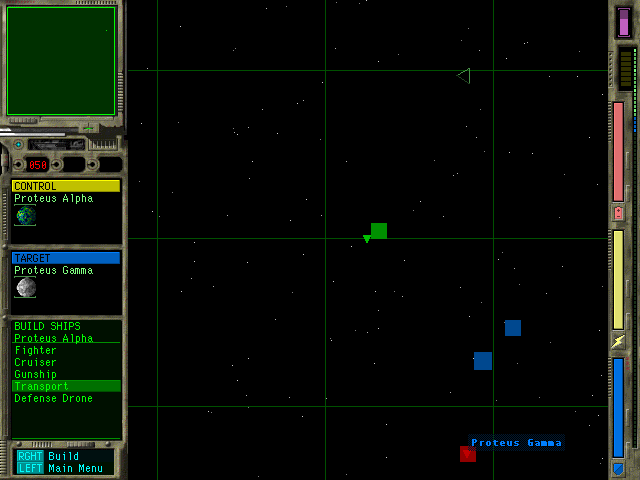 050
CONTROL
Proteus Alpha
TARGET
Proteus Gamma
BUILD SHIPS
Proteus Alpha
Fighter
Cruiser
Gunship
Transport
Defense Drone
RGHT Build
LEFT Main Menu
Proteus Gamma